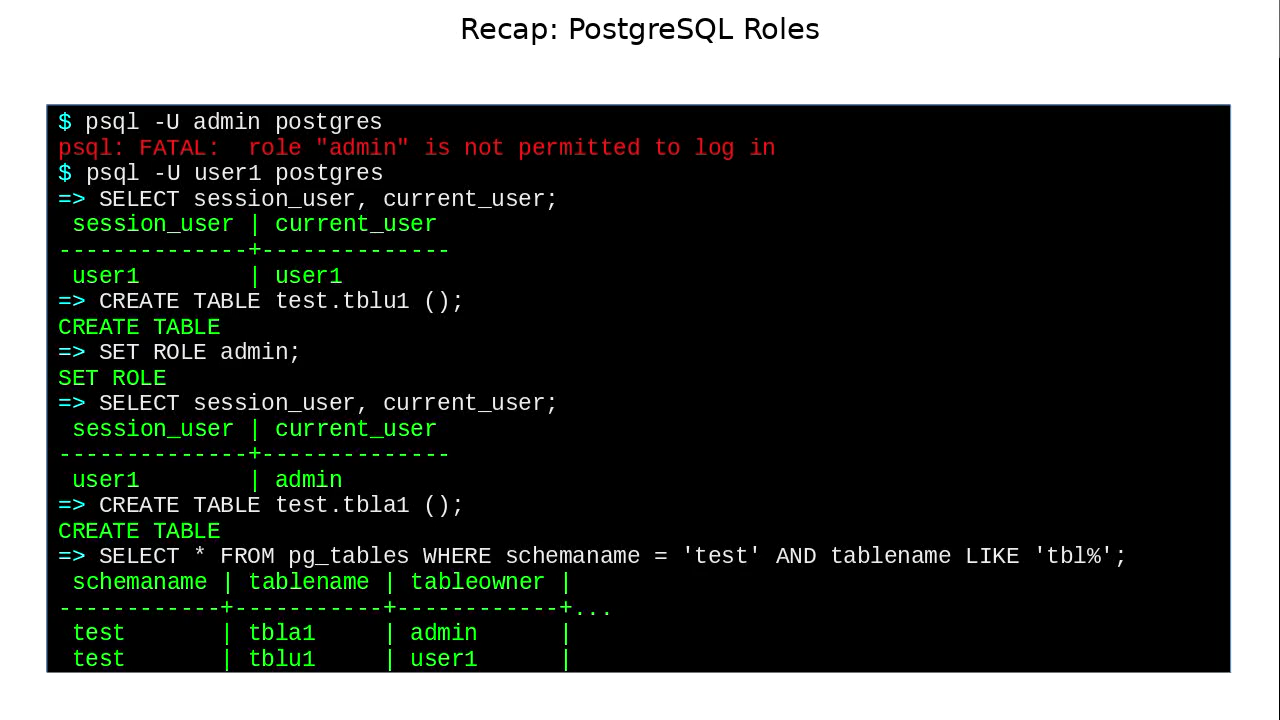 Recap: PostgreSQL Roles
$ psql -U admin postgres
psql: FATAL:  role "admin" is not permitted to log in
$ psql -U user1 postgres
=> SELECT session_user, current_user;
 session_user | current_user
--------------+--------------
 user1        | user1
=> CREATE TABLE test.tblu1 ();
CREATE TABLE
=> SET ROLE admin;
SET ROLE
=> SELECT session_user, current_user;
 session_user | current_user
--------------+--------------
 user1        | admin
=> CREATE TABLE test.tbla1 ();
CREATE TABLE
=> SELECT * FROM pg_tables WHERE schemaname = 'test' AND tablename LIKE 'tbl%';
 schemaname | tablename | tableowner |
------------+-----------+------------+...
 test       | tbla1     | admin      |
 test       | tblu1     | user1      |